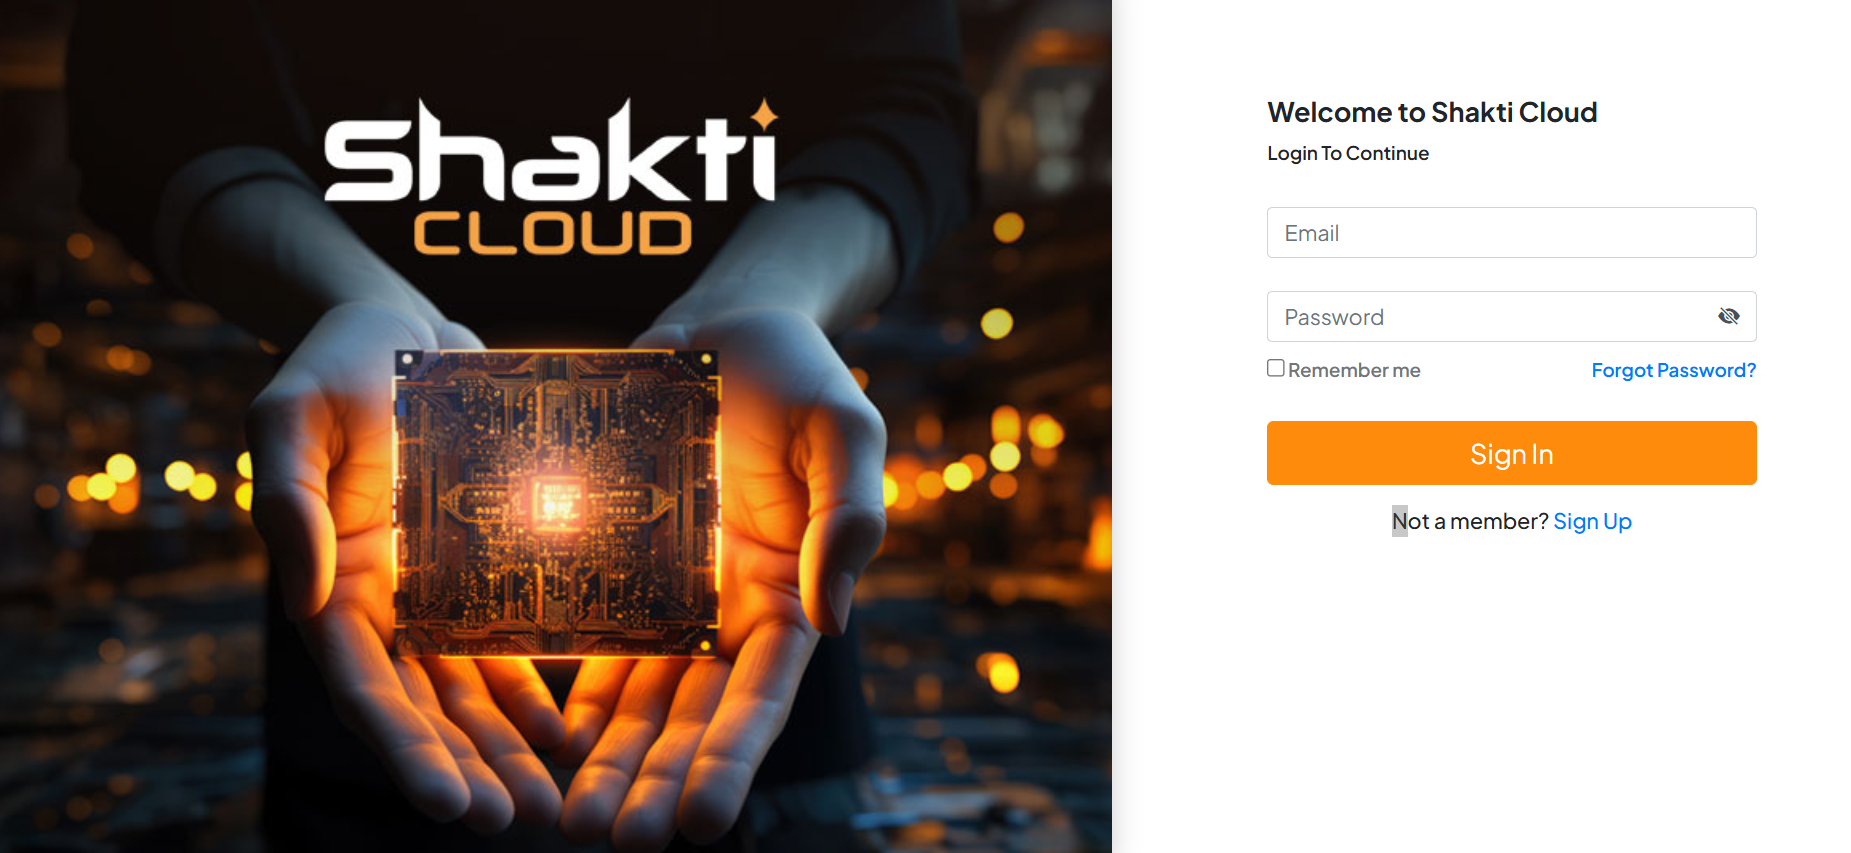 Shakti
CLOUD
Welcome to Shakti Cloud
Login To Continue
Email
Password
Remember me
Forgot Password?
Sign In
Not a member? Sign Up